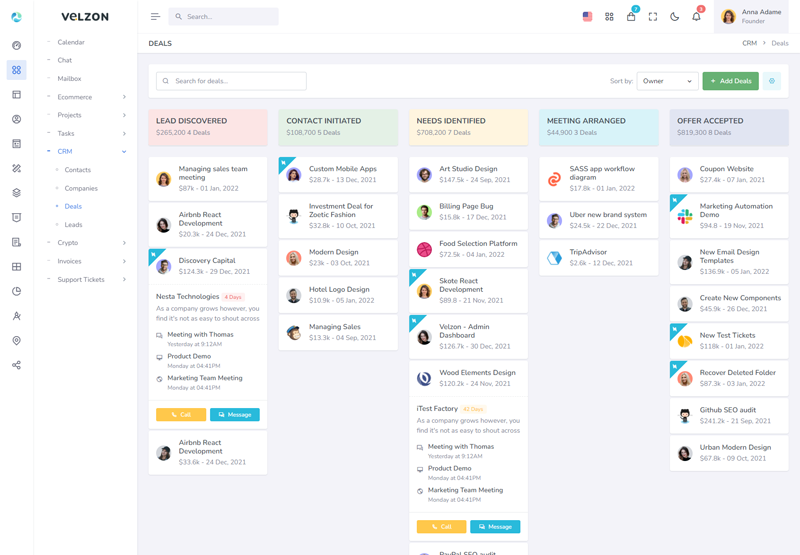 VELZON
Search...
7
3
Anna Adame
Founder
Calendar
Chat
Mailbox
Ecommerce
Projects
Tasks
CRM
Contacts
Companies
Deals
Leads
Crypto
Invoices
Support Tickets
DEALS
CRM > Deals
Search for deals...
Sort by:
Owner
+ Add Deals
LEAD DISCOVERED
$265,200 4 Deals
Managing sales team
meeting
$87k - 01 Jan, 2022
Airbnb React
Development
$20.3k - 24 Dec, 2021
Discovery Capital
$124.3k - 29 Dec, 2021
Nesta Technologies 4 Days
As a company grows however, you
find it's not as easy to shout across
Meeting with Thomas
Yesterday at 9:12AM
Product Demo
Monday at 04:41PM
Marketing Team Meeting
Monday at 04:41PM
Call
Message
Airbnb React
Development
$33.6k - 24 Dec, 2021
CONTACT INITIATED
$108,700 5 Deals
Custom Mobile Apps
$28.7k - 13 Dec, 2021
Investment Deal for
Zoetic Fashion
$32.8k - 10 Oct, 2021
Modern Design
$23k - 03 Oct, 2021
Hotel Logo Design
$10.9k - 05 Jan, 2022
Managing Sales
$13.3k - 04 Sep, 2021
NEEDS IDENTIFIED
$708,200 7 Deals
Art Studio Design
$147.5k - 24 Sep, 2021
Billing Page Bug
$15.8k - 17 Dec, 2021
Food Selection Platform
$72.5k - 04 Jan, 2022
Skote React
Development
$89.8 - 21 Nov, 2021
Velzon - Admin
Dashboard
$126.7k - 30 Dec, 2021
Wood Elements Design
$120.2k - 24 Nov, 2021
iTest Factory 42 Days
As a company grows however, you
find it's not as easy to shout across
Meeting with Thomas
Yesterday at 9:12AM
Product Demo
Monday at 04:41PM
Marketing Team Meeting
Monday at 04:41PM
Call
Message
PayPal SEO audit
MEETING ARRANGED
$44,900 3 Deals
SASS app workflow
diagram
$17.8k - 01 Jan, 2022
Uber new brand system
$24.5k - 22 Dec, 2021
TripAdvisor
$2.6k - 12 Dec, 2021
OFFER ACCEPTED
$819,300 8 Deals
Coupon Website
$27.4k - 07 Jan, 2021
Marketing Automation
Demo
$94.8 - 19 Nov, 2021
New Email Design
Templates
$136.9k - 05 Jan, 2022
Create New Components
$45.9k - 26 Dec, 2021
New Test Tickets
$118k - 01 Jan, 2022
Recover Deleted Folder
$87.3k - 03 Jan, 2022
Github SEO audit
$241.2k - 21 Sep, 2021
Urban Modern Design
$67.8k - 09 Oct, 2021